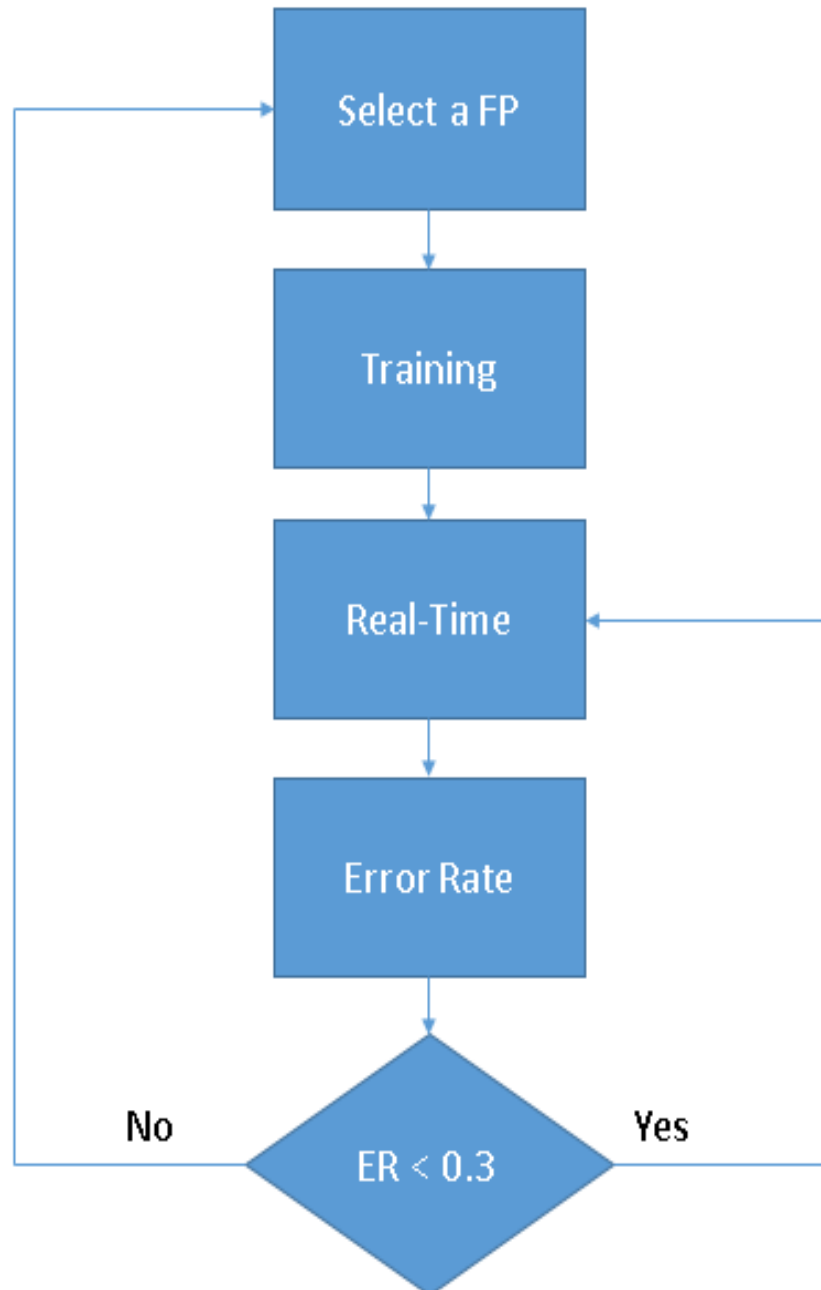 Select a FP
Training
Real-Time
Error Rate
No
Yes
ER < 0.3